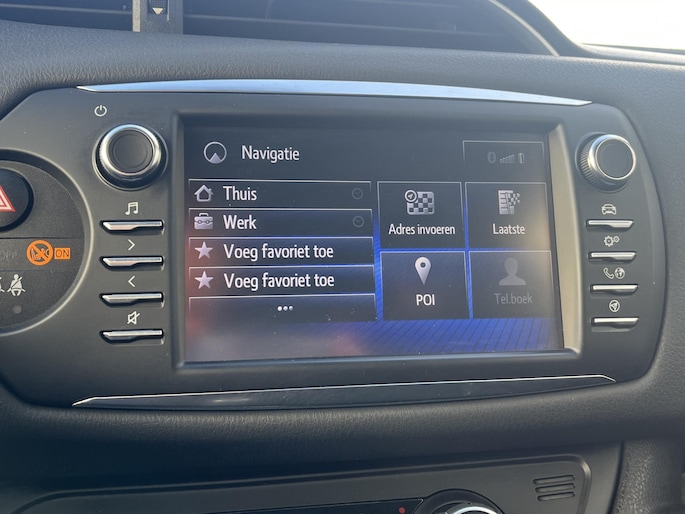 Navigatie
Thuis
Werk
Voeg favoriet toe
Voeg favoriet toe
Adres invoeren
Laatste
POI
Tel.boek
ON